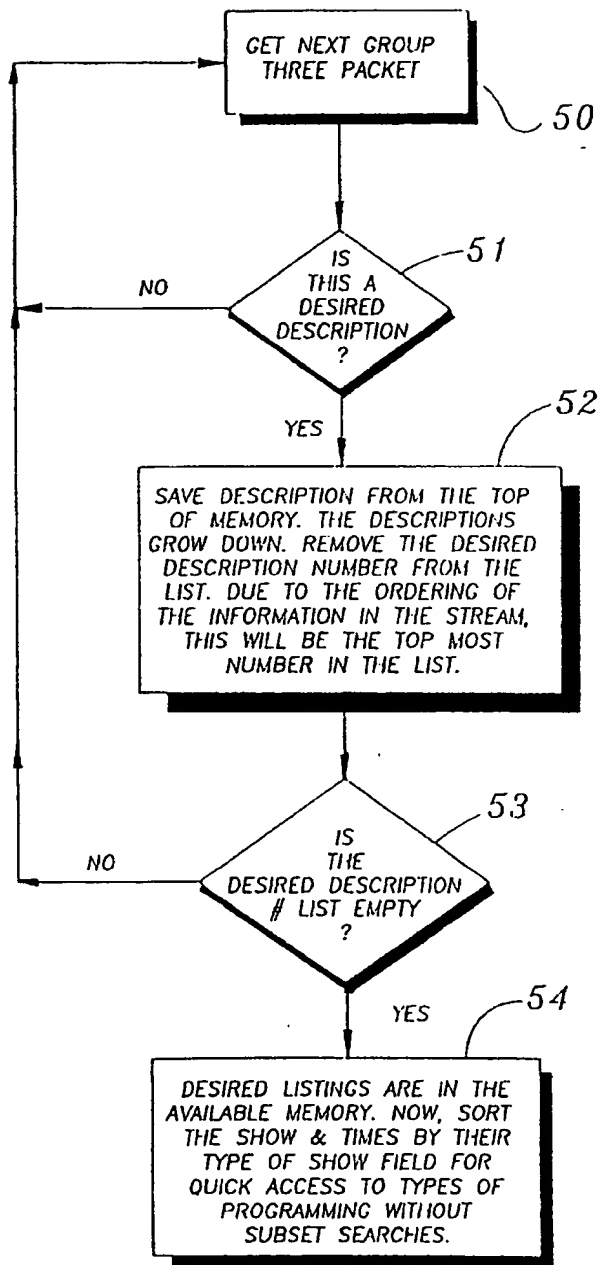 GET NEXT GROUP
THREE PACKET
50
IS
THIS A
DESIRED
DESCRIPTION
?
51
NO
YES
52
SAVE DESCRIPTION FROM THE TOP
OF MEMORY. THE DESCRIPTIONS
GROW DOWN. REMOVE THE DESIRED
DESCRIPTION NUMBER FROM THE
LIST. DUE TO THE ORDERING OF
THE INFORMATION IN THE STREAM,
THIS WILL BE THE TOP MOST
NUMBER IN THE LIST.
53
IS
THE
DESIRED DESCRIPTION
# LIST EMPTY
?
NO
YES
54
DESIRED LISTINGS ARE IN THE
AVAILABLE MEMORY. NOW, SORT
THE SHOW & TIMES BY THEIR
TYPE OF SHOW FIELD FOR
QUICK ACCESS TO TYPES OF
PROGRAMMING WITHOUT
SUBSET SEARCHES.